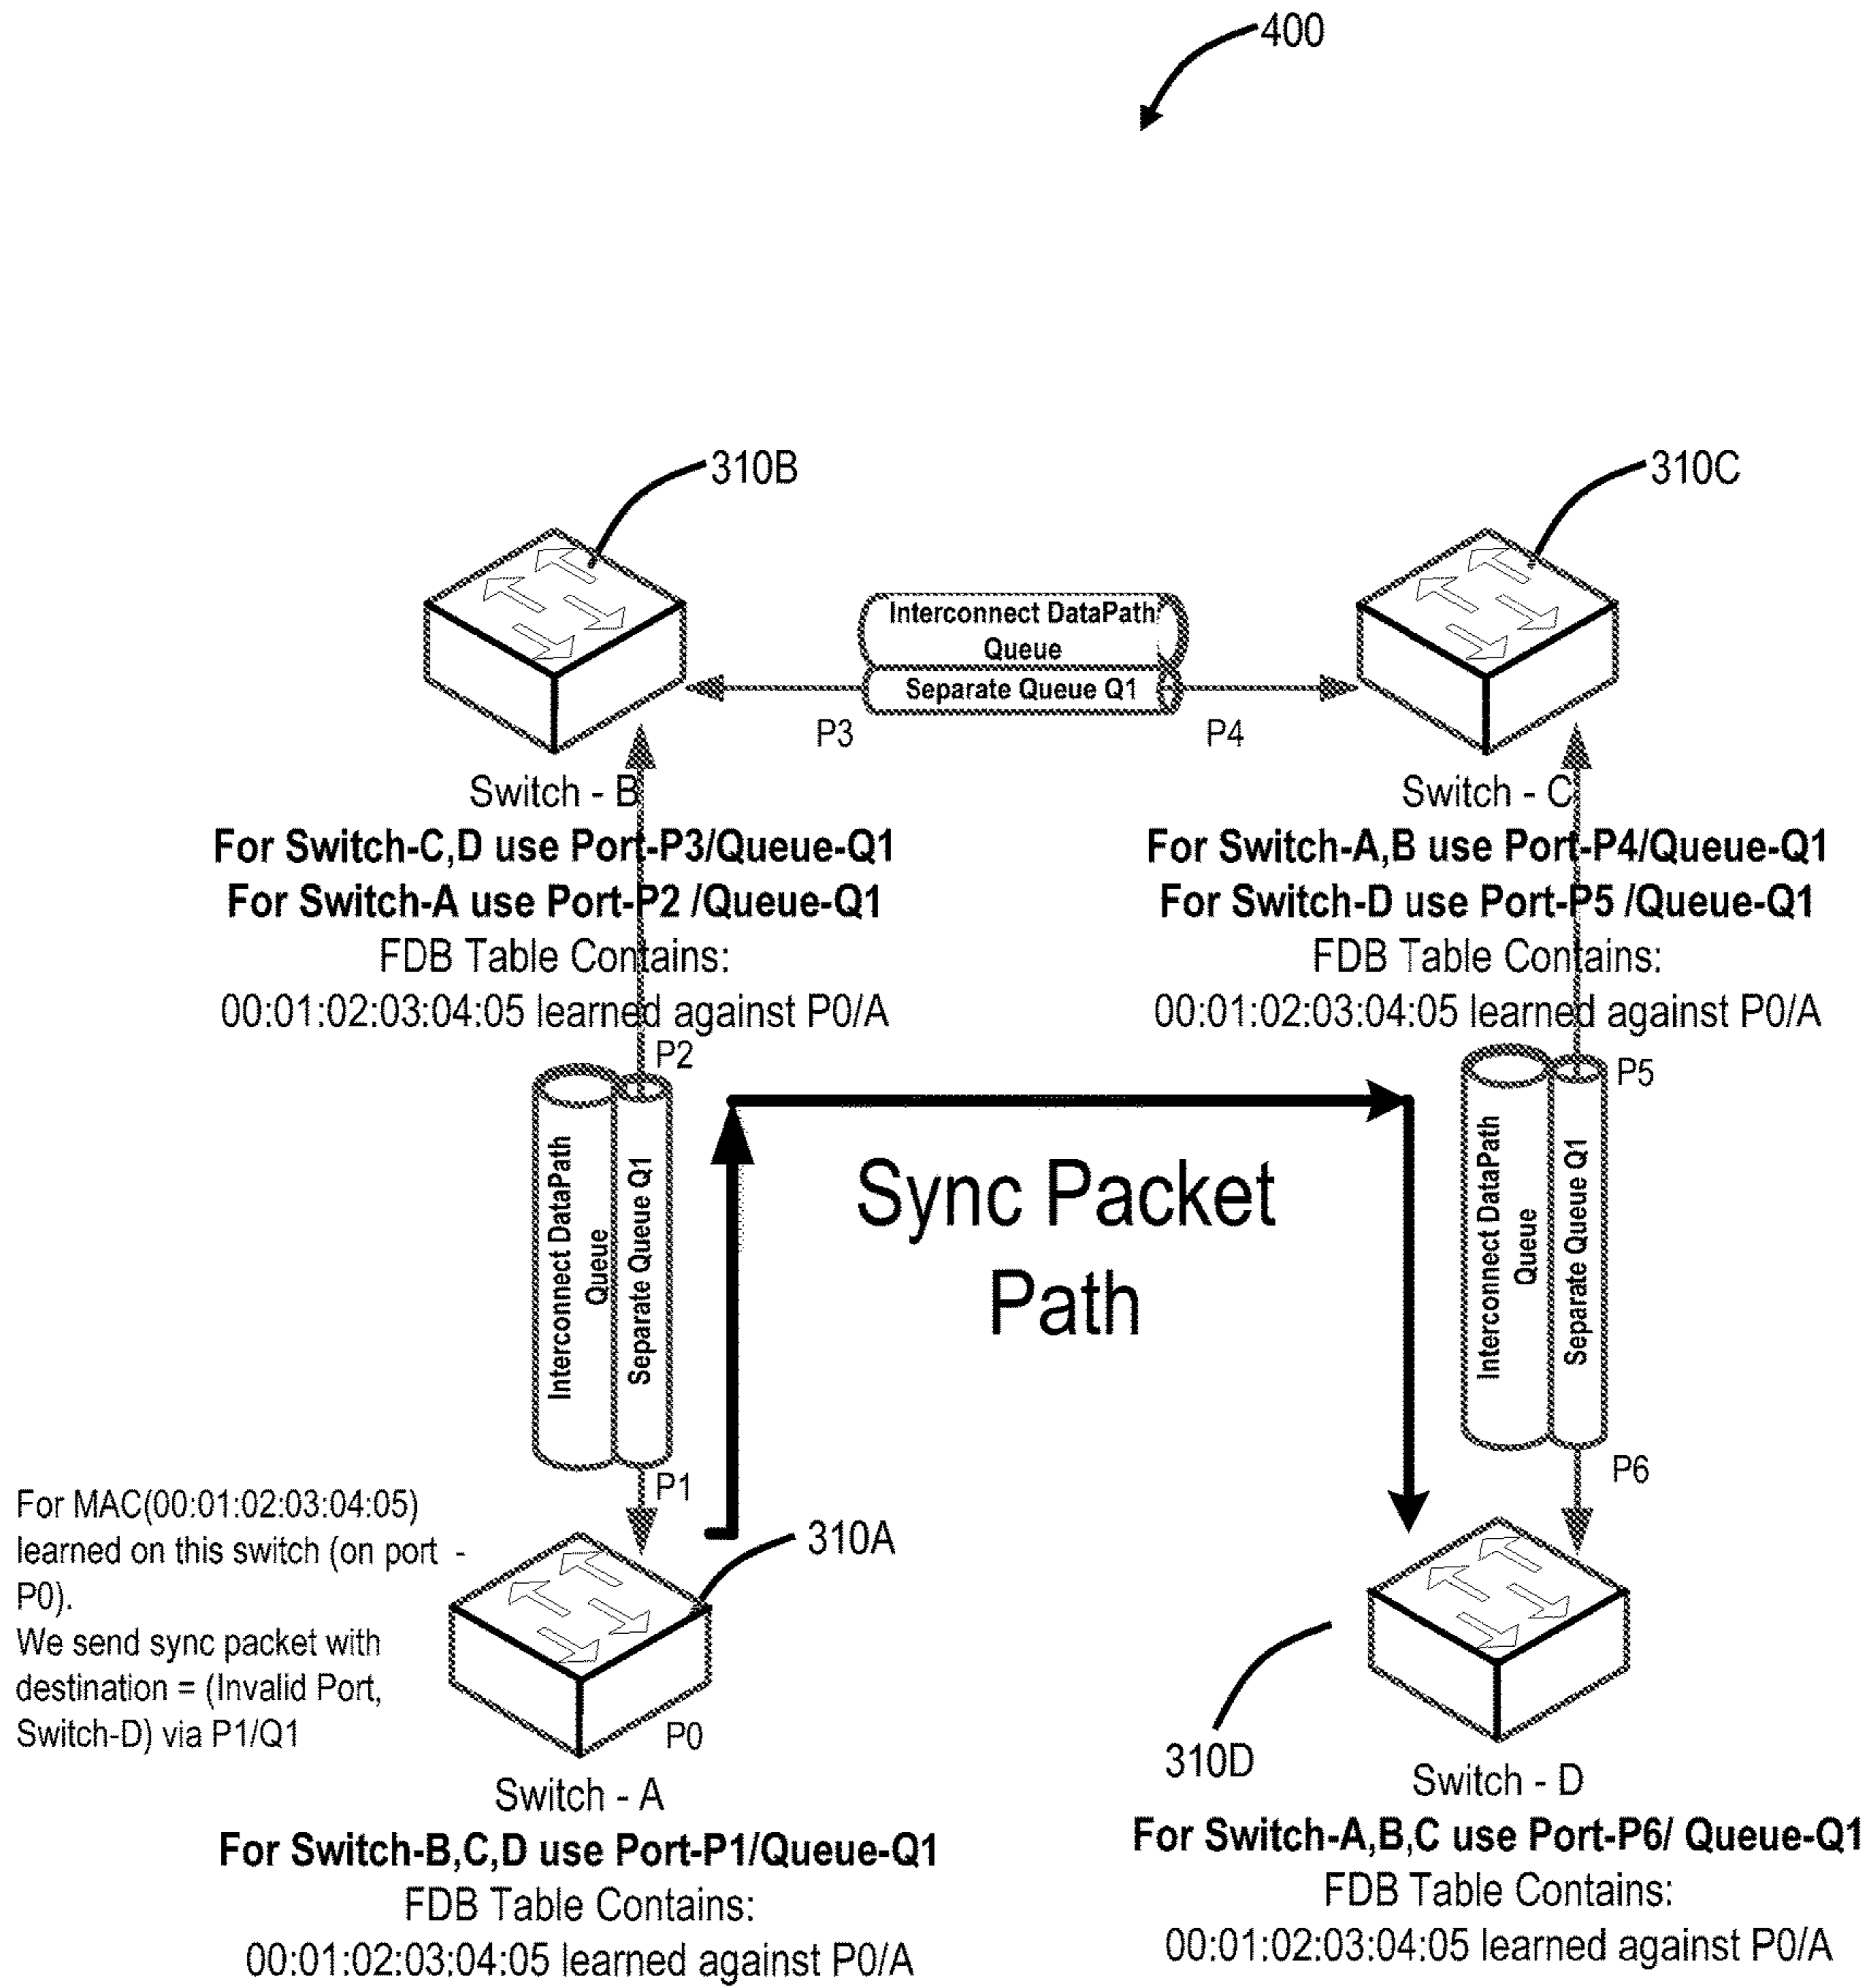 400
310B
310C
Interconnect DataPath
Queue
Separate Queue Q1
P3
P4
Switch - B
For Switch-C,D use Port-P3/Queue-Q1
For Switch-A use Port-P2 /Queue-Q1
FDB Table Contains:
00:01:02:03:04:05 learned against P0/A
Switch - C
For Switch-A,B use Port-P4/Queue-Q1
For Switch-D use Port-P5 /Queue-Q1
FDB Table Contains:
00:01:02:03:04:05 learned against P0/A
P2
Interconnect DataPath
Queue
Separate Queue Q1
P1
Sync Packet
Path
P5
Interconnect DataPath
Queue
Separate Queue Q1
P6
For MAC(00:01:02:03:04:05)
learned on this switch (on port -
P0).
We send sync packet with
destination = (Invalid Port,
Switch-D) via P1/Q1
310A
P0
Switch - A
For Switch-B,C,D use Port-P1/Queue-Q1
FDB Table Contains:
00:01:02:03:04:05 learned against P0/A
310D
Switch - D
For Switch-A,B,C use Port-P6/ Queue-Q1
FDB Table Contains:
00:01:02:03:04:05 learned against P0/A